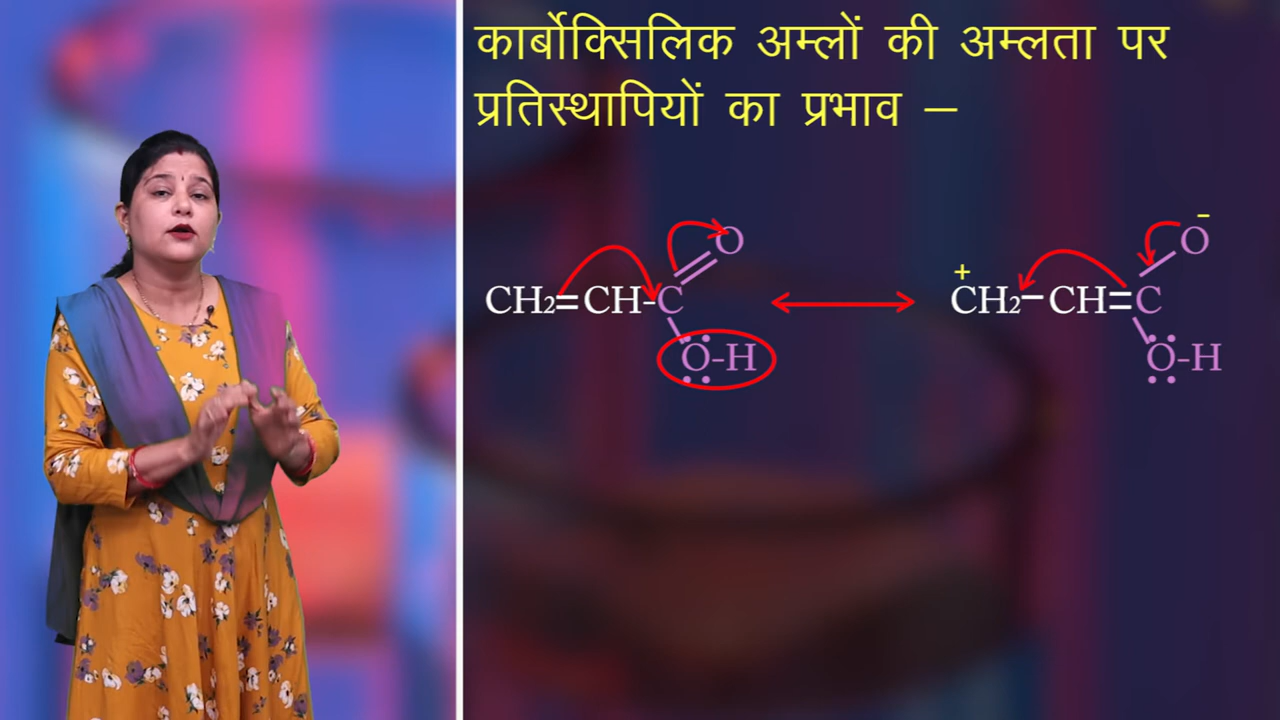 कार्बोक्सिलिक अम्लों की अम्लता पर
प्रतिस्थापियों का प्रभाव –
CH₂=CH-C
O
O-H
+
CH₂–CH=C
O
-
O-H